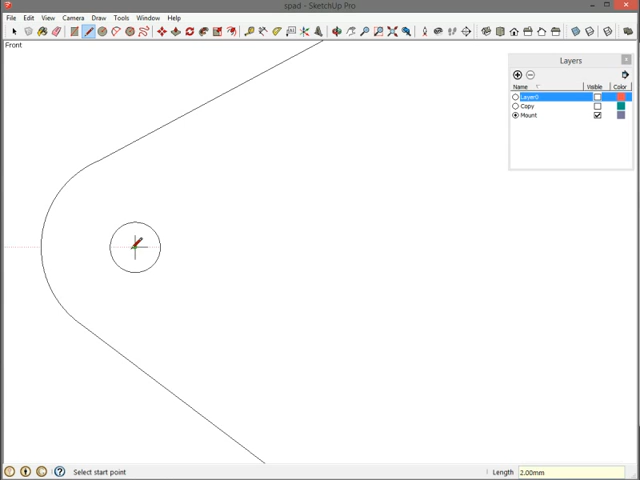 spad - SketchUp Pro
File Edit View Camera Draw Tools Window Help
Front
Layers
Name Visible Color
Layer0
Copy
Mount
Select start point
Length 2.00mm